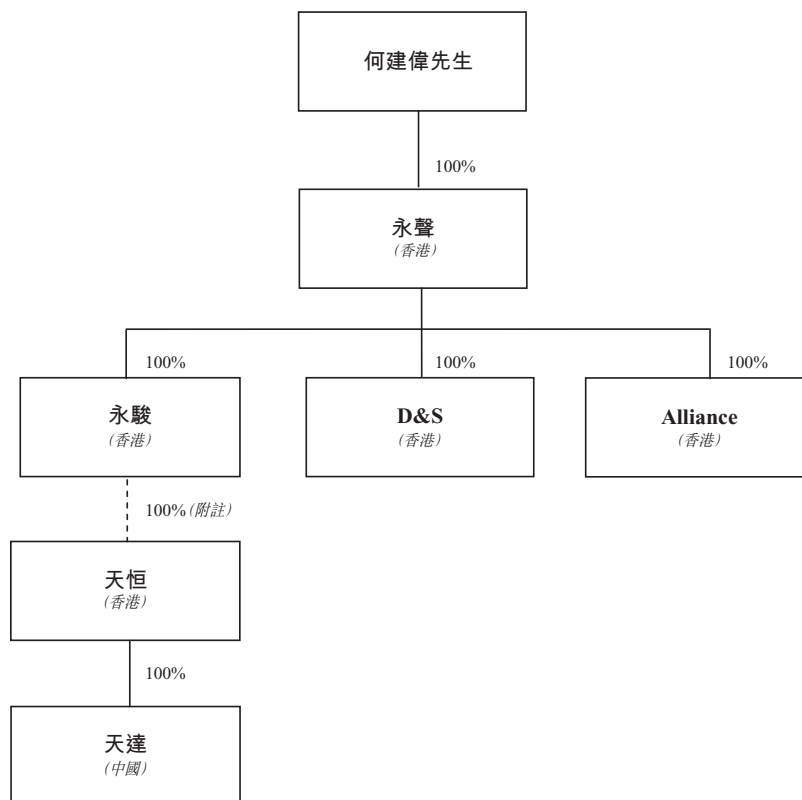 何建偉先生
100%
永聲
(香港)
100%
100%
100%
永駿
(香港)
D&S
(香港)
Alliance
(香港)
100%(附註)
天恒
(香港)
100%
天達
(中國)